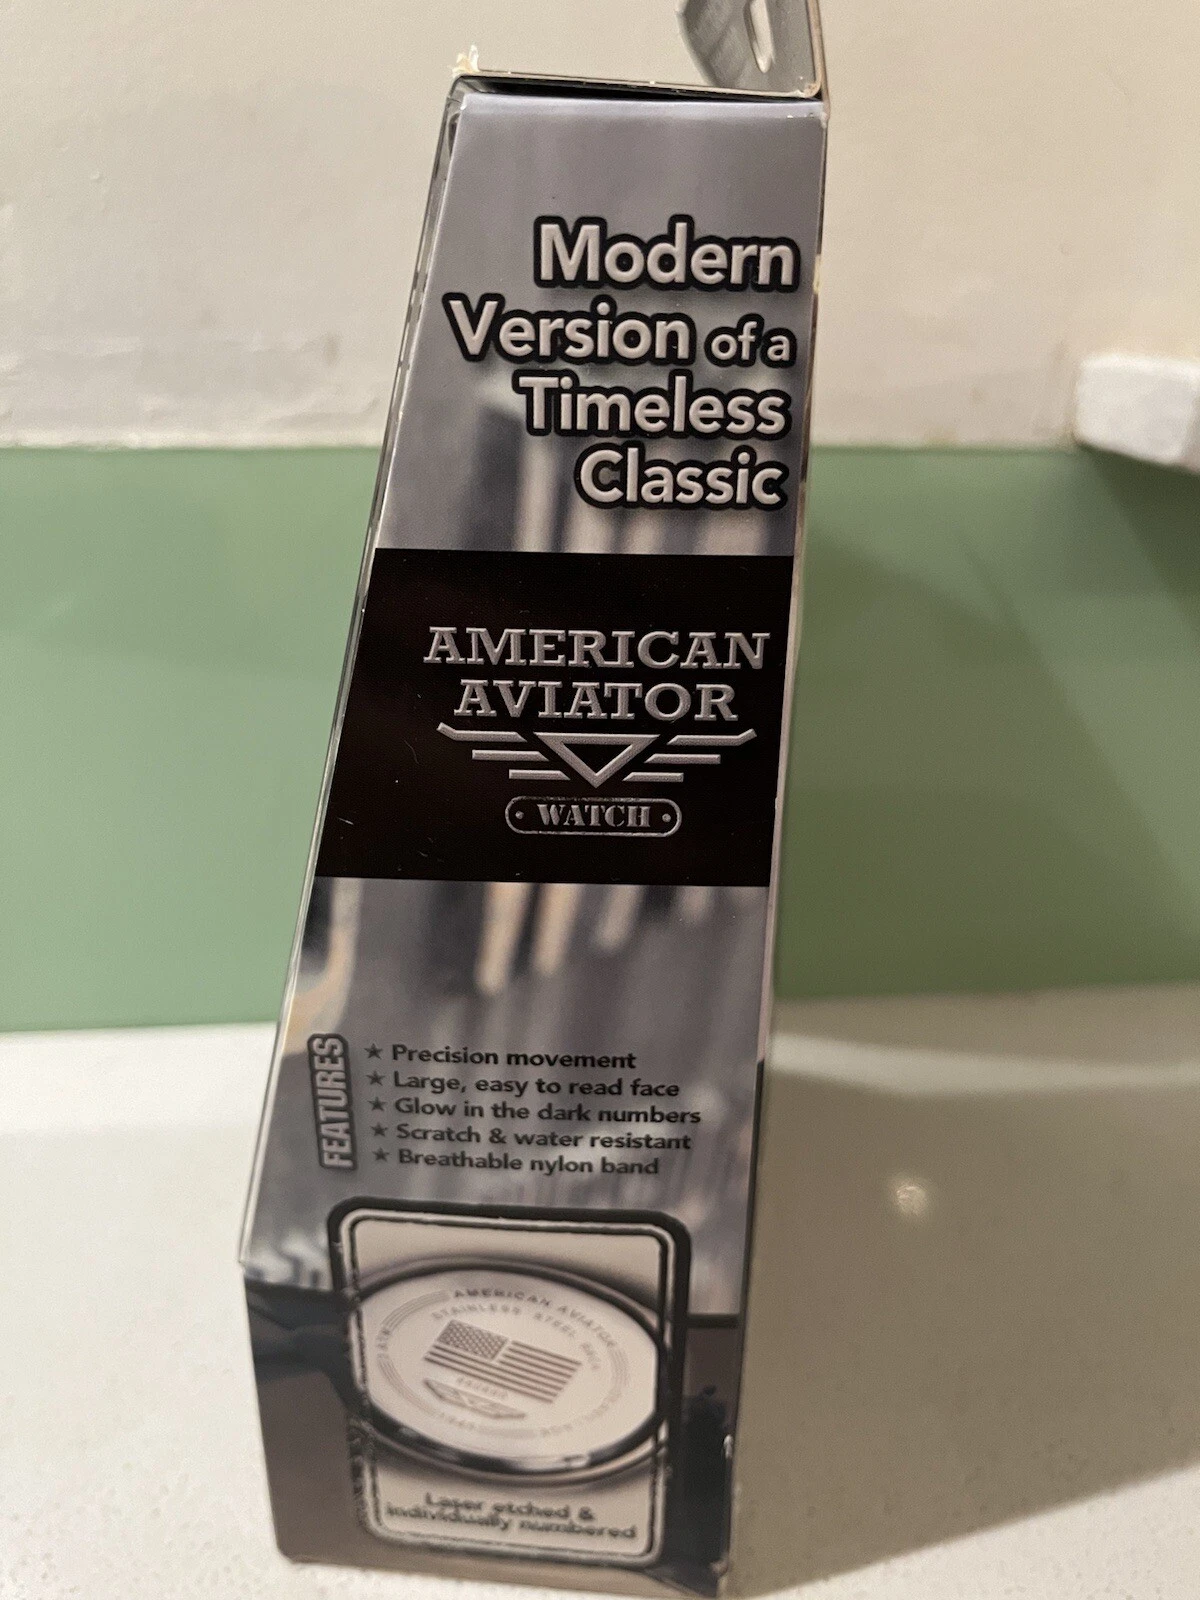 Modern
Version of a
Timeless
Classic
AMERICAN
AVIATOR
WATCH
FEATURES
★ Precision movement
★ Large, easy to read face
★ Glow in the dark numbers
★ Scratch & water resistant
★ Breathable nylon band
AMERICAN AVIATOR
STAINLESS STEEL BACK
Laser etched &
individually numbered